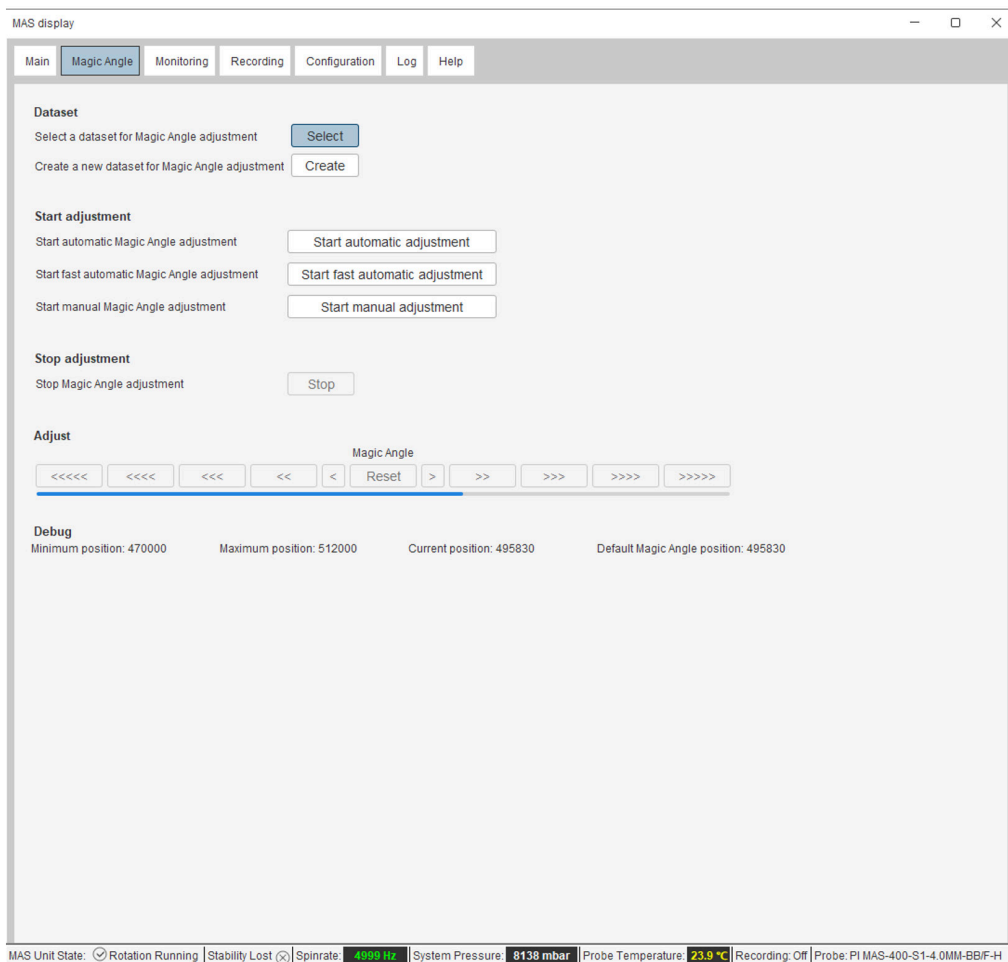 MAS display
Main Magic Angle Monitoring Recording Configuration Log Help
Dataset
Select a dataset for Magic Angle adjustment Select
Create a new dataset for Magic Angle adjustment Create
Start adjustment
Start automatic Magic Angle adjustment Start automatic adjustment
Start fast automatic Magic Angle adjustment Start fast automatic adjustment
Start manual Magic Angle adjustment Start manual adjustment
Stop adjustment
Stop Magic Angle adjustment Stop
Adjust
Magic Angle
<<<<< <<<< <<< << < Reset > >> >>> >>>> >>>>>
Debug
Minimum position: 470000 Maximum position: 512000 Current position: 495830 Default Magic Angle position: 495830
MAS Unit State: Rotation Running Stability Lost Spinrate: 4999 Hz System Pressure: 8138 mbar Probe Temperature: 23.9 °C Recording: Off Probe: PI MAS-400-S1-4.0MM-BB/F-H